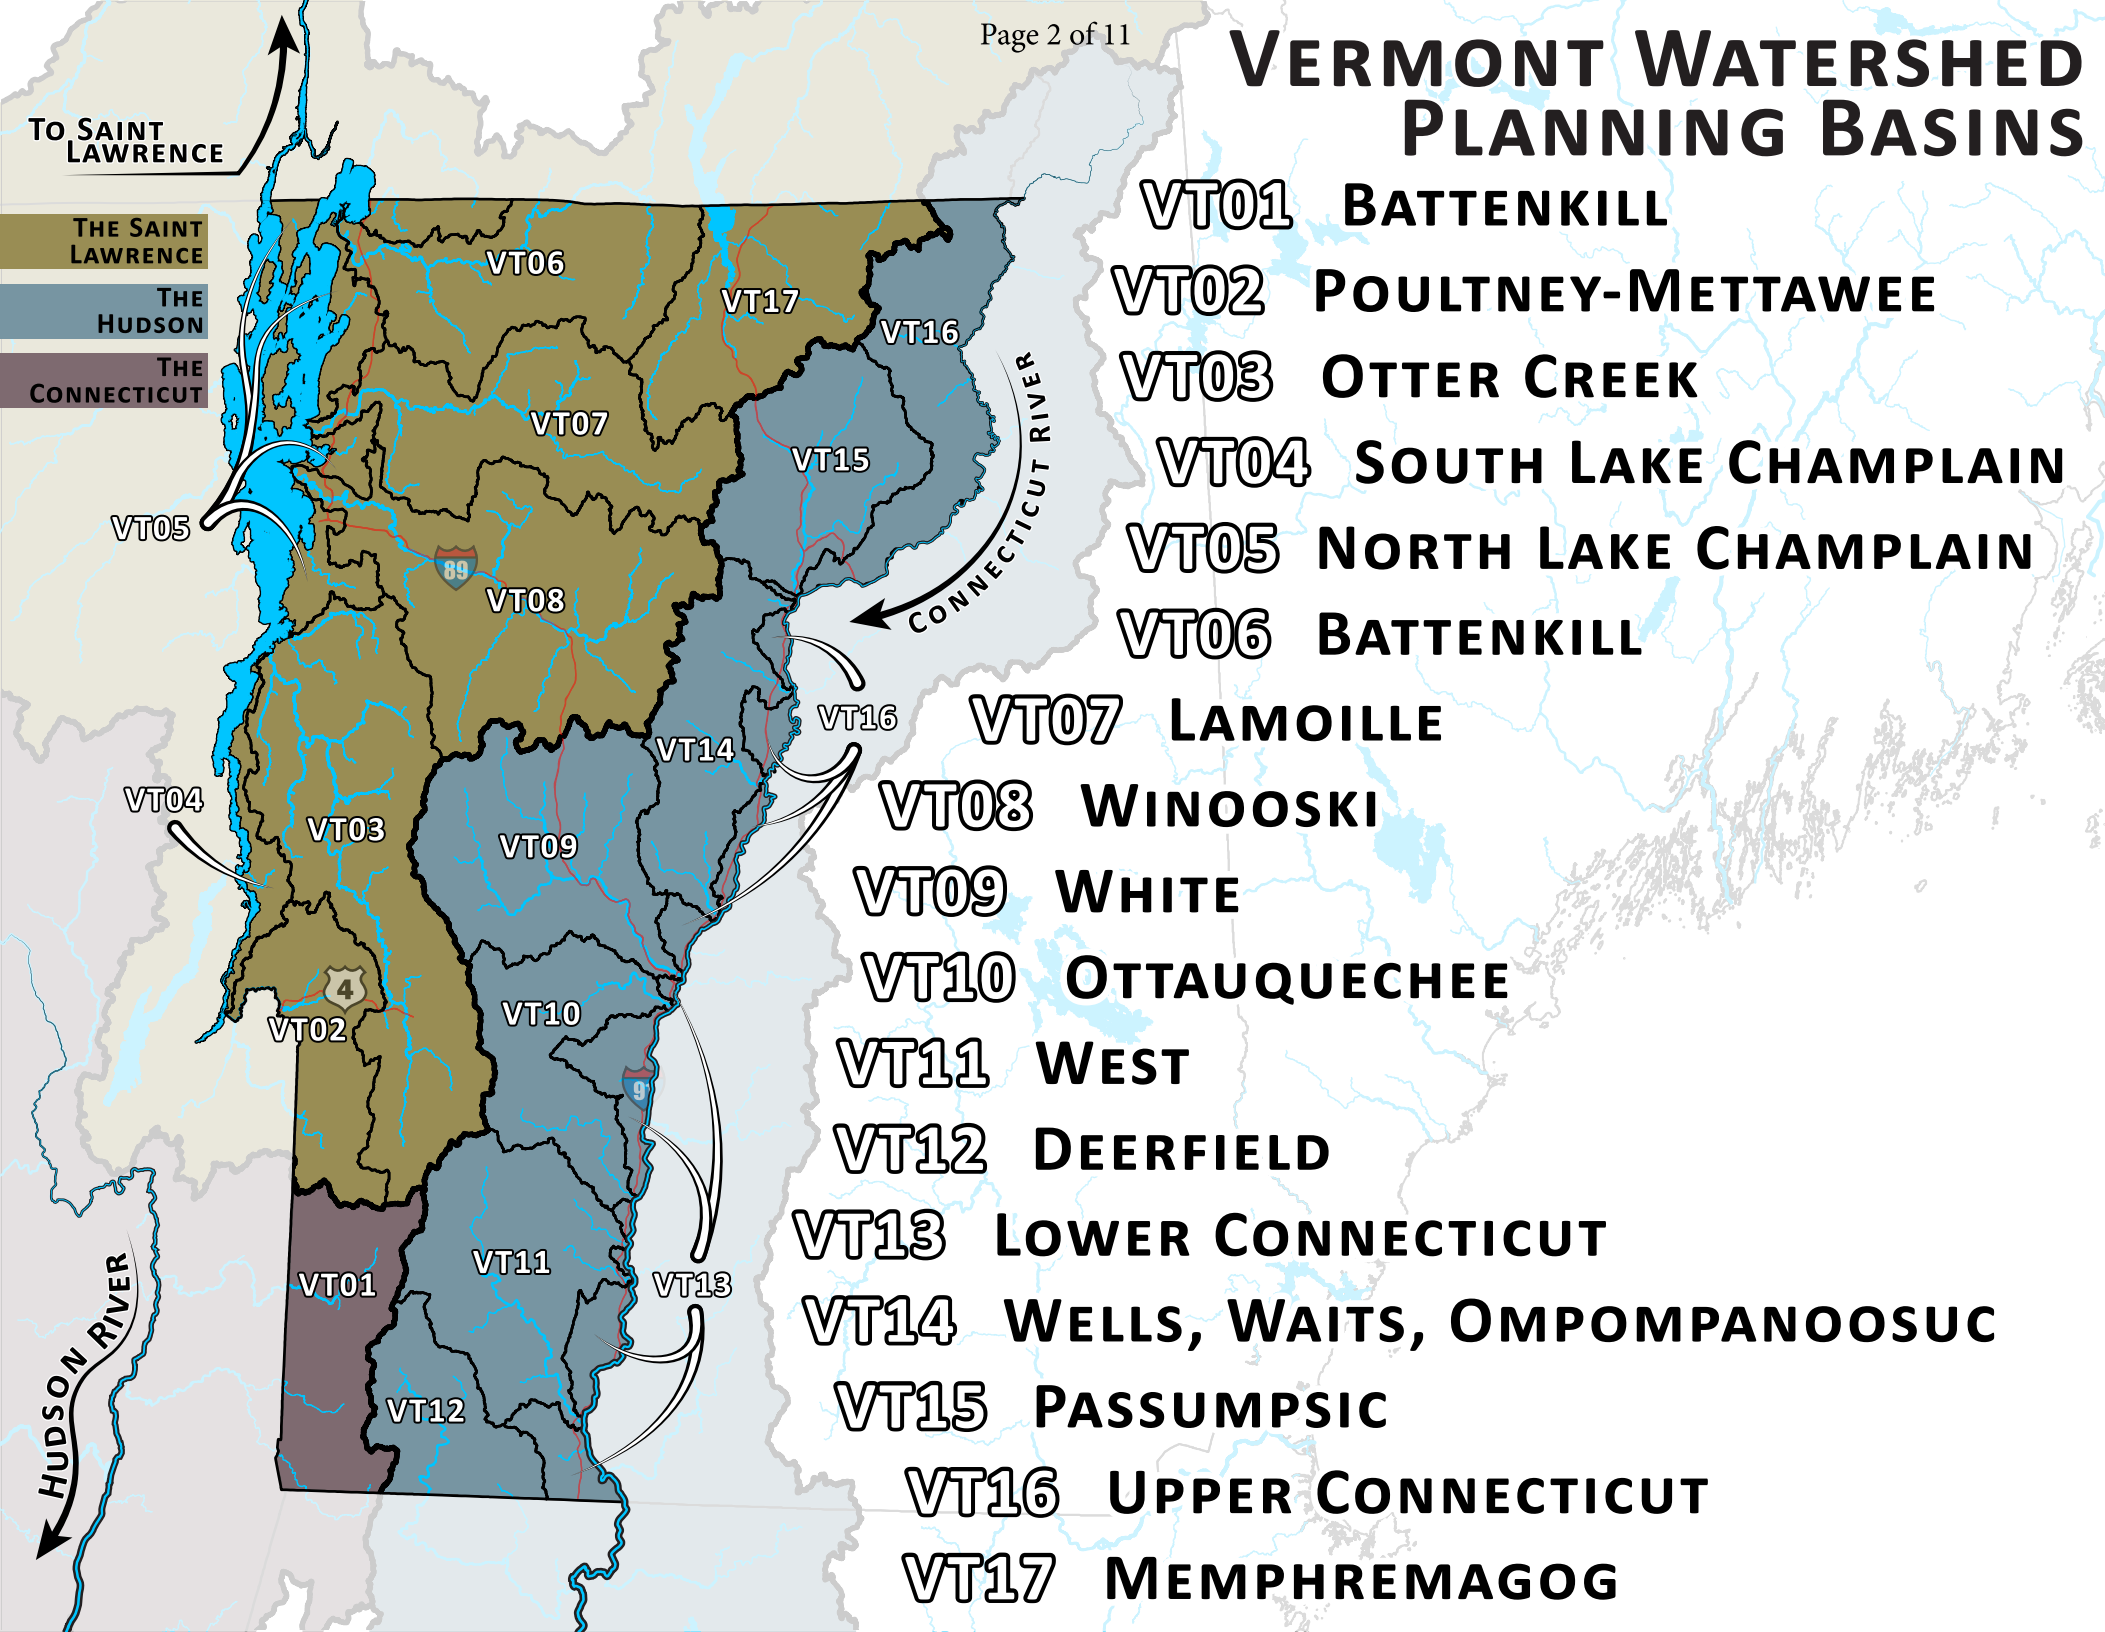 Page 2 of 11
VERMONT WATERSHED
PLANNING BASINS
TO SAINT
LAWRENCE
THE SAINT
LAWRENCE
THE
HUDSON
THE
CONNECTICUT
VT01 BATTENKILL
VT02 POULTNEY-METTAWEE
VT03 OTTER CREEK
VT04 SOUTH LAKE CHAMPLAIN
VT05 NORTH LAKE CHAMPLAIN
VT06 BATTENKILL
VT07 LAMOILLE
VT08 WINOOSKI
VT09 WHITE
VT10 OTTAUQUECHEE
VT11 WEST
VT12 DEERFIELD
VT13 LOWER CONNECTICUT
VT14 WELLS, WAITS, OMPOMPANOOSUC
VT15 PASSUMPSIC
VT16 UPPER CONNECTICUT
VT17 MEMPHREMAGOG
VT06
VT17
VT16
VT07
VT15
CONNECTICUT RIVER
VT05
89
VT08
VT16
VT14
VT04
VT03
VT09
4
VT10
VT02
9
VT11
VT01
VT13
HUDSON RIVER
VT12